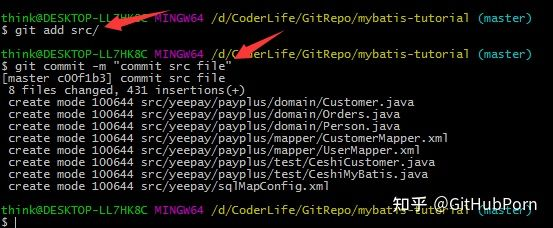 think@DESKTOP-LL7HK8C MINGW64 /d/CoderLife/GitRepo/mybatis-tutorial (master)
$ git add src/
think@DESKTOP-LL7HK8C MINGW64 /d/CoderLife/GitRepo/mybatis-tutorial (master)
$ git commit -m "commit src file"
[master c00f1b3] commit src file
8 files changed, 431 insertions(+)
create mode 100644 src/yeepay/payplus/domain/Customer.java
create mode 100644 src/yeepay/payplus/domain/Orders.java
create mode 100644 src/yeepay/payplus/domain/Person.java
create mode 100644 src/yeepay/payplus/mapper/CustomerMapper.xml
create mode 100644 src/yeepay/payplus/mapper/UserMapper.xml
create mode 100644 src/yeepay/payplus/test/CeshiCustomer.java
create mode 100644 src/yeepay/payplus/test/CeshiMyBatis.java
create mode 100644 src/yeepay/sqlMapConfig.xml
知乎 @GitHubPorn
think@DESKTOP-LL7HK8C MINGW64 /d/CoderLife/GitRepo/mybatis-tutorial (master)
$